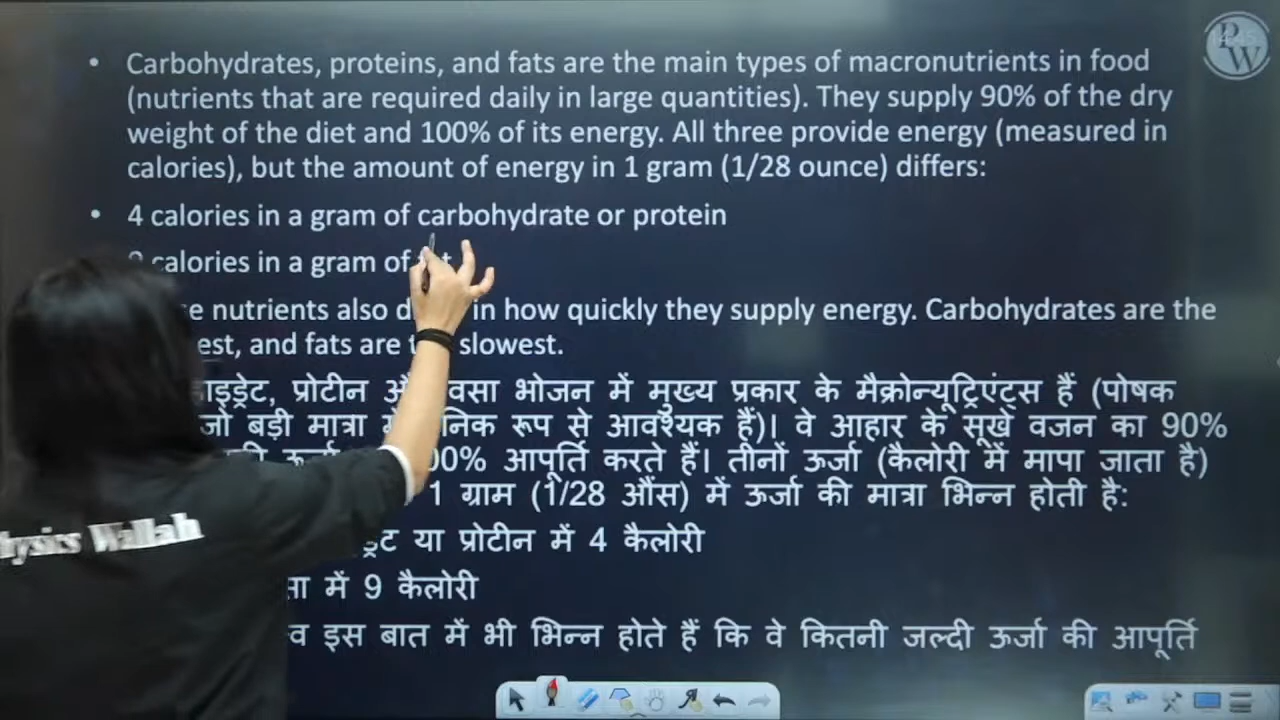 • Carbohydrates, proteins, and fats are the main types of macronutrients in food
(nutrients that are required daily in large quantities). They supply 90% of the dry
weight of the diet and 100% of its energy. All three provide energy (measured in
calories), but the amount of energy in 1 gram (1/28 ounce) differs:
• 4 calories in a gram of carbohydrate or protein
calories in a gram of
nutrients also in how quickly they supply energy. Carbohydrates are the
and fats are slowest.
प्रोटीन वसा भोजन में मुख्य प्रकार के मैक्रोन्यूट्रिएंट्स हैं (पोषक
जो बड़ी मात्रा रूप से आवश्यक हैं)। वे आहार के सूखे वजन का 90%
आपूर्ति करते हैं। तीनों ऊर्जा (कैलोरी में मापा जाता है)
1 ग्राम (1/28 औंस) में ऊर्जा की मात्रा भिन्न होती है:
या प्रोटीन में 4 कैलोरी
में 9 कैलोरी
इस बात में भी भिन्न होते हैं कि वे कितनी जल्दी ऊर्जा की आपूर्ति
Wallah
PW